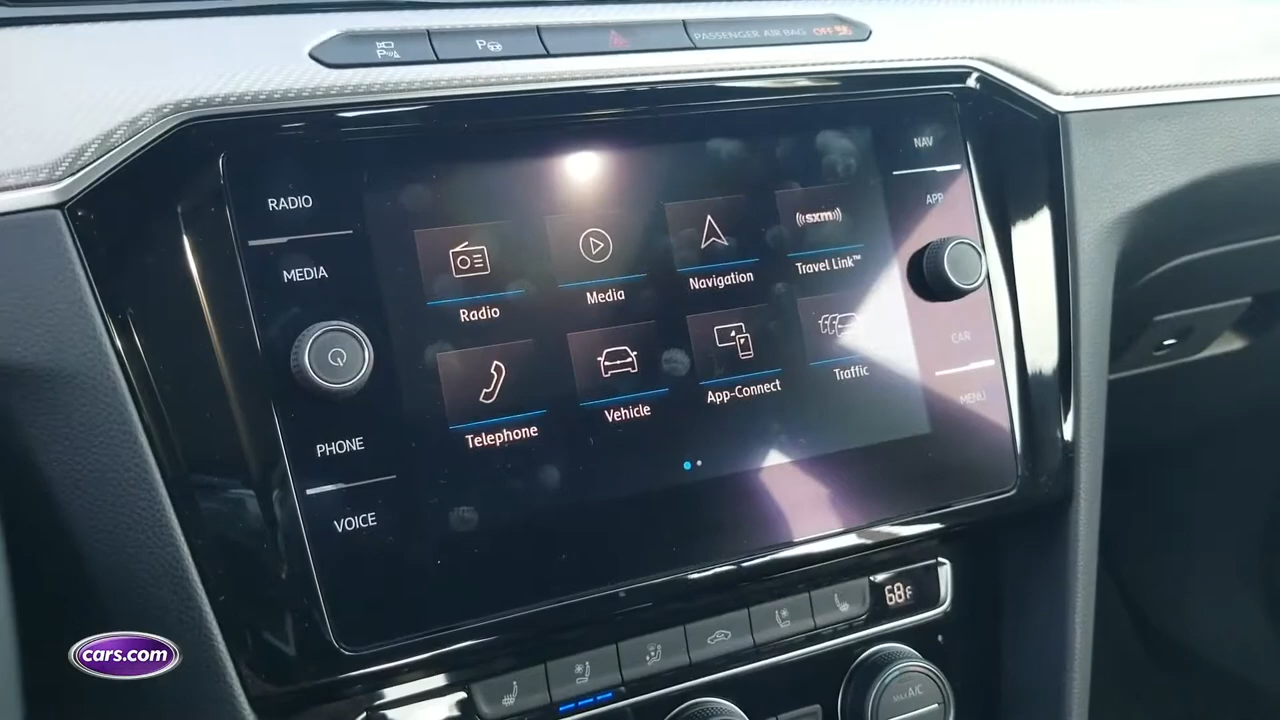 P
PASSENGER AIR BAG OFF
RADIO
MEDIA
PHONE
VOICE
NAV
APP
CAR
MENU
Radio
Media
Navigation
((sxm))
Travel Link™
Telephone
Vehicle
App-Connect
Traffic
68F
MAX A/C
cars.com